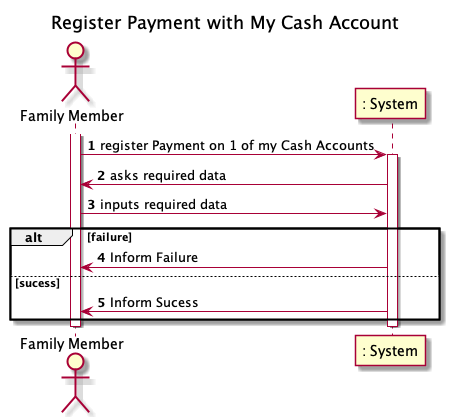 Register Payment with My Cash Account
Family Member
: System
1 register Payment on 1 of my Cash Accounts
2 asks required data
3 inputs required data
alt [failure]
4 Inform Failure
[sucess]
5 Inform Sucess
Family Member
: System